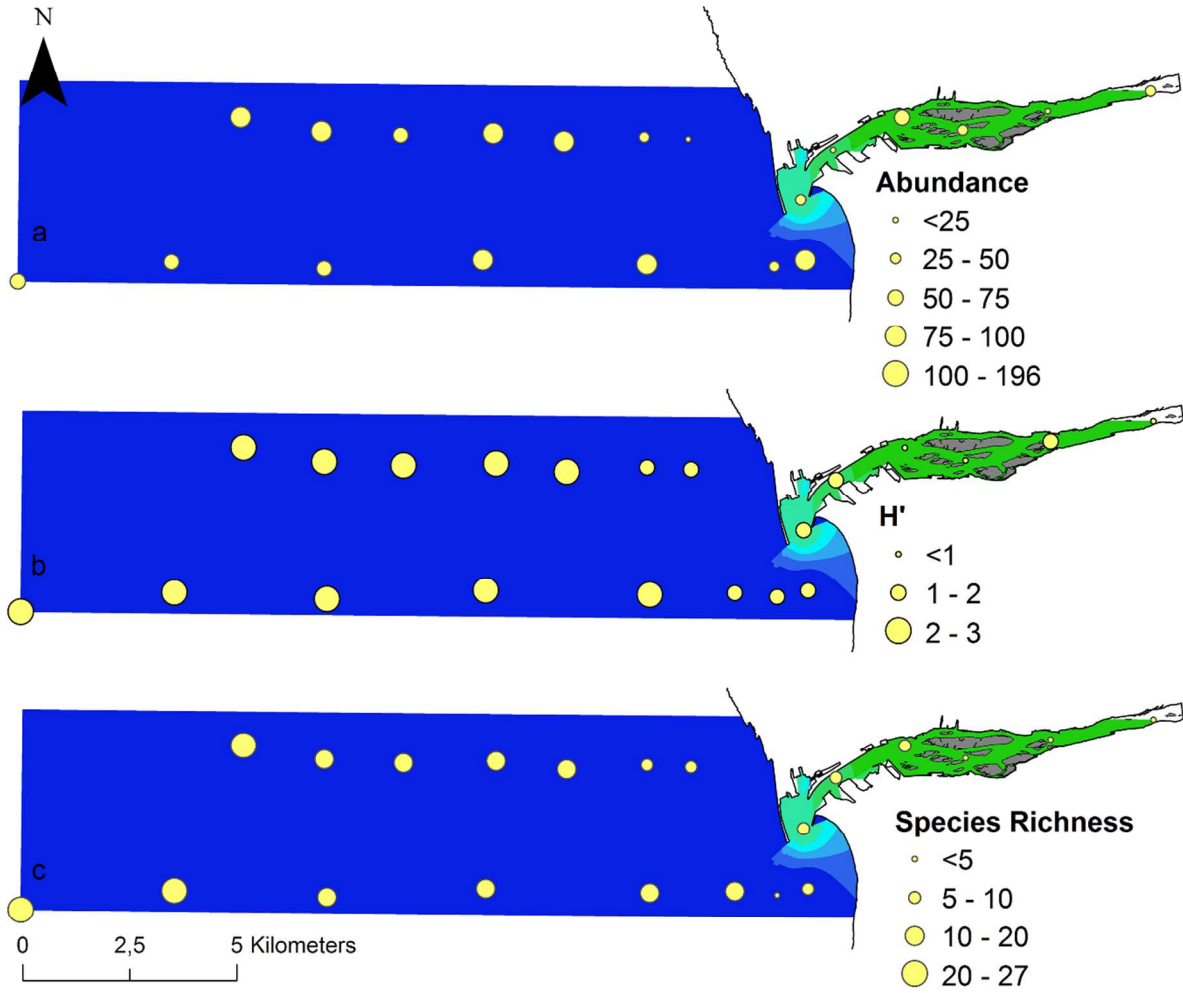 N
a
Abundance
<25
25 - 50
50 - 75
75 - 100
100 - 196
b
H'
<1
1 - 2
2 - 3
c
Species Richness
<5
5 - 10
10 - 20
20 - 27
0 2,5 5 Kilometers